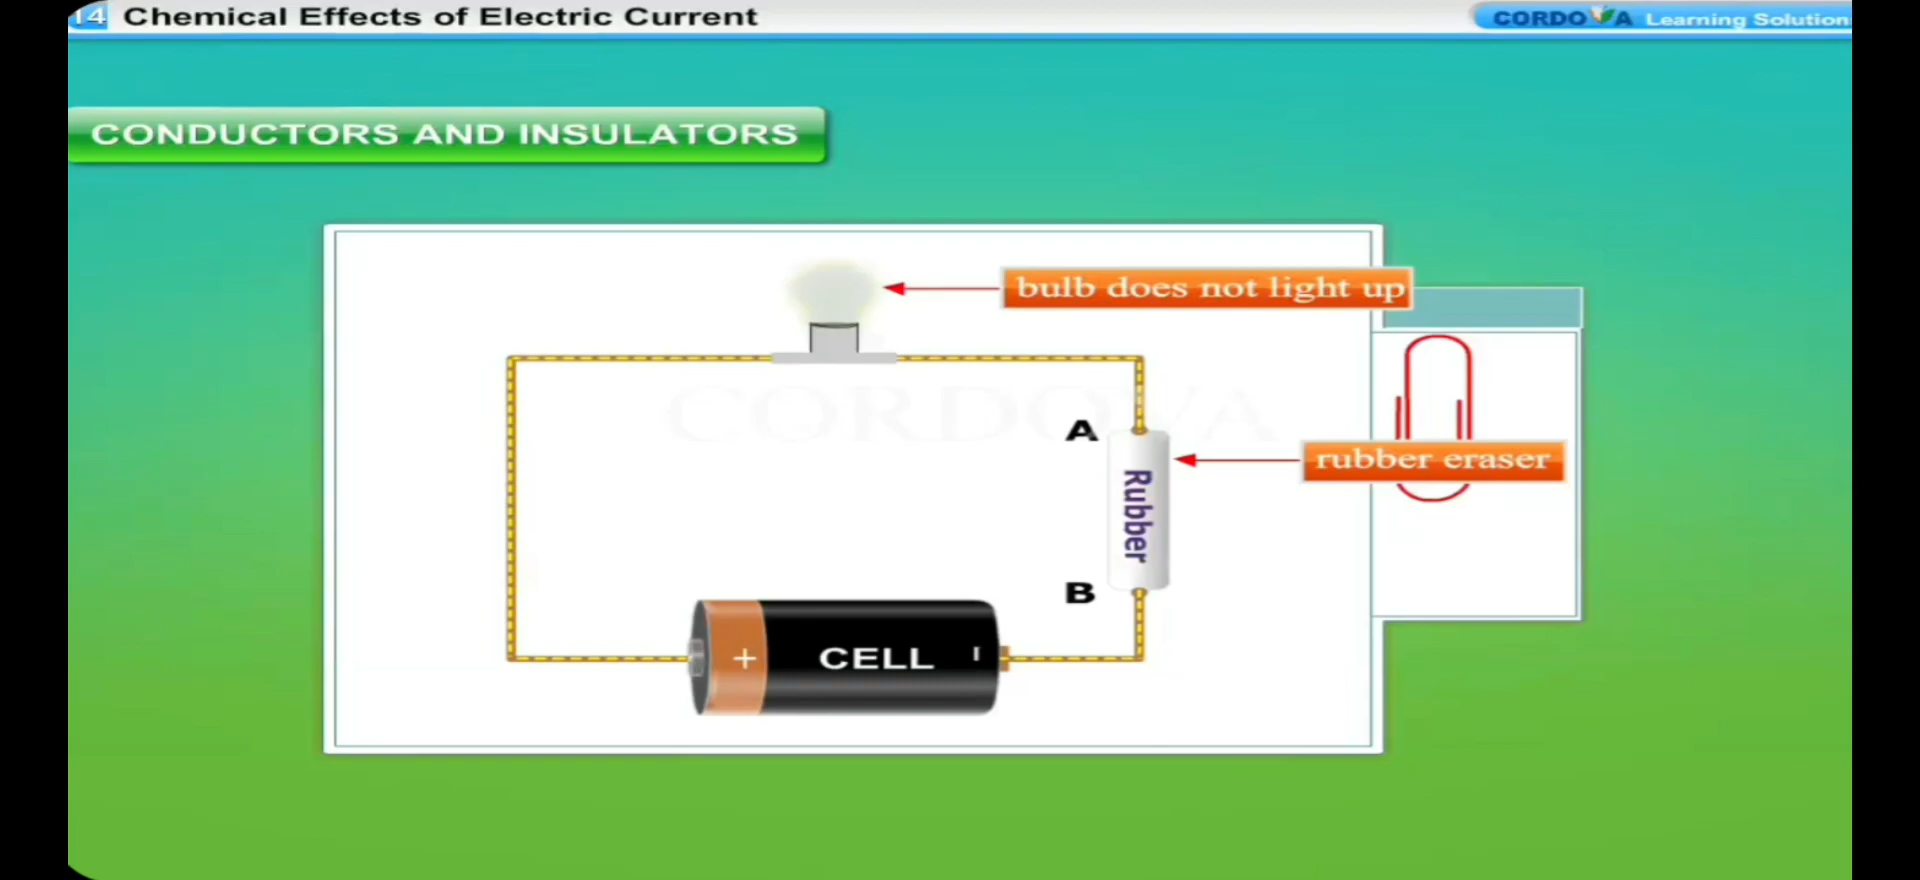 14 Chemical Effects of Electric Current
CORDOVA Learning Solution
CONDUCTORS AND INSULATORS
bulb does not light up
CORDOVA
A
rubber eraser
Rubber
B
+ CELL -